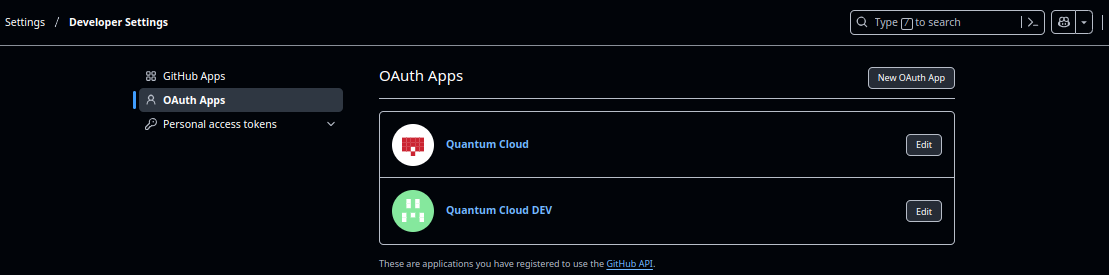 Settings / Developer Settings
Type / to search
GitHub Apps
OAuth Apps
Personal access tokens
OAuth Apps
New OAuth App
Quantum Cloud
Edit
Quantum Cloud DEV
Edit
These are applications you have registered to use the GitHub API.